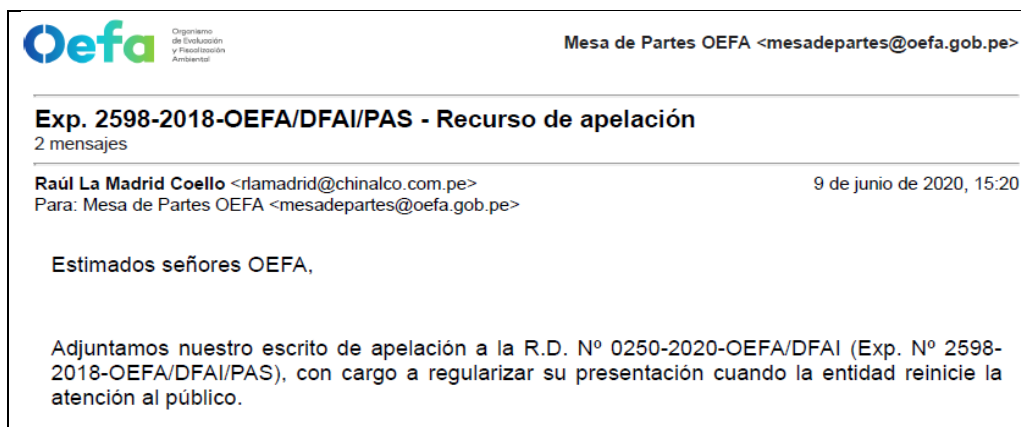 Oefa
Organismo
de Evaluación
y Fiscalización
Ambiental
Mesa de Partes OEFA <mesadepartes@oefa.gob.pe>
Exp. 2598-2018-OEFA/DFAI/PAS - Recurso de apelación
2 mensajes
Raúl La Madrid Coello <rlamadrid@chinalco.com.pe>
9 de junio de 2020, 15:20
Para: Mesa de Partes OEFA <mesadepartes@oefa.gob.pe>
Estimados señores OEFA,
Adjuntamos nuestro escrito de apelación a la R.D. Nº 0250-2020-OEFA/DFAI (Exp. Nº 2598-
2018-OEFA/DFAI/PAS), con cargo a regularizar su presentación cuando la entidad reinicie la
atención al público.